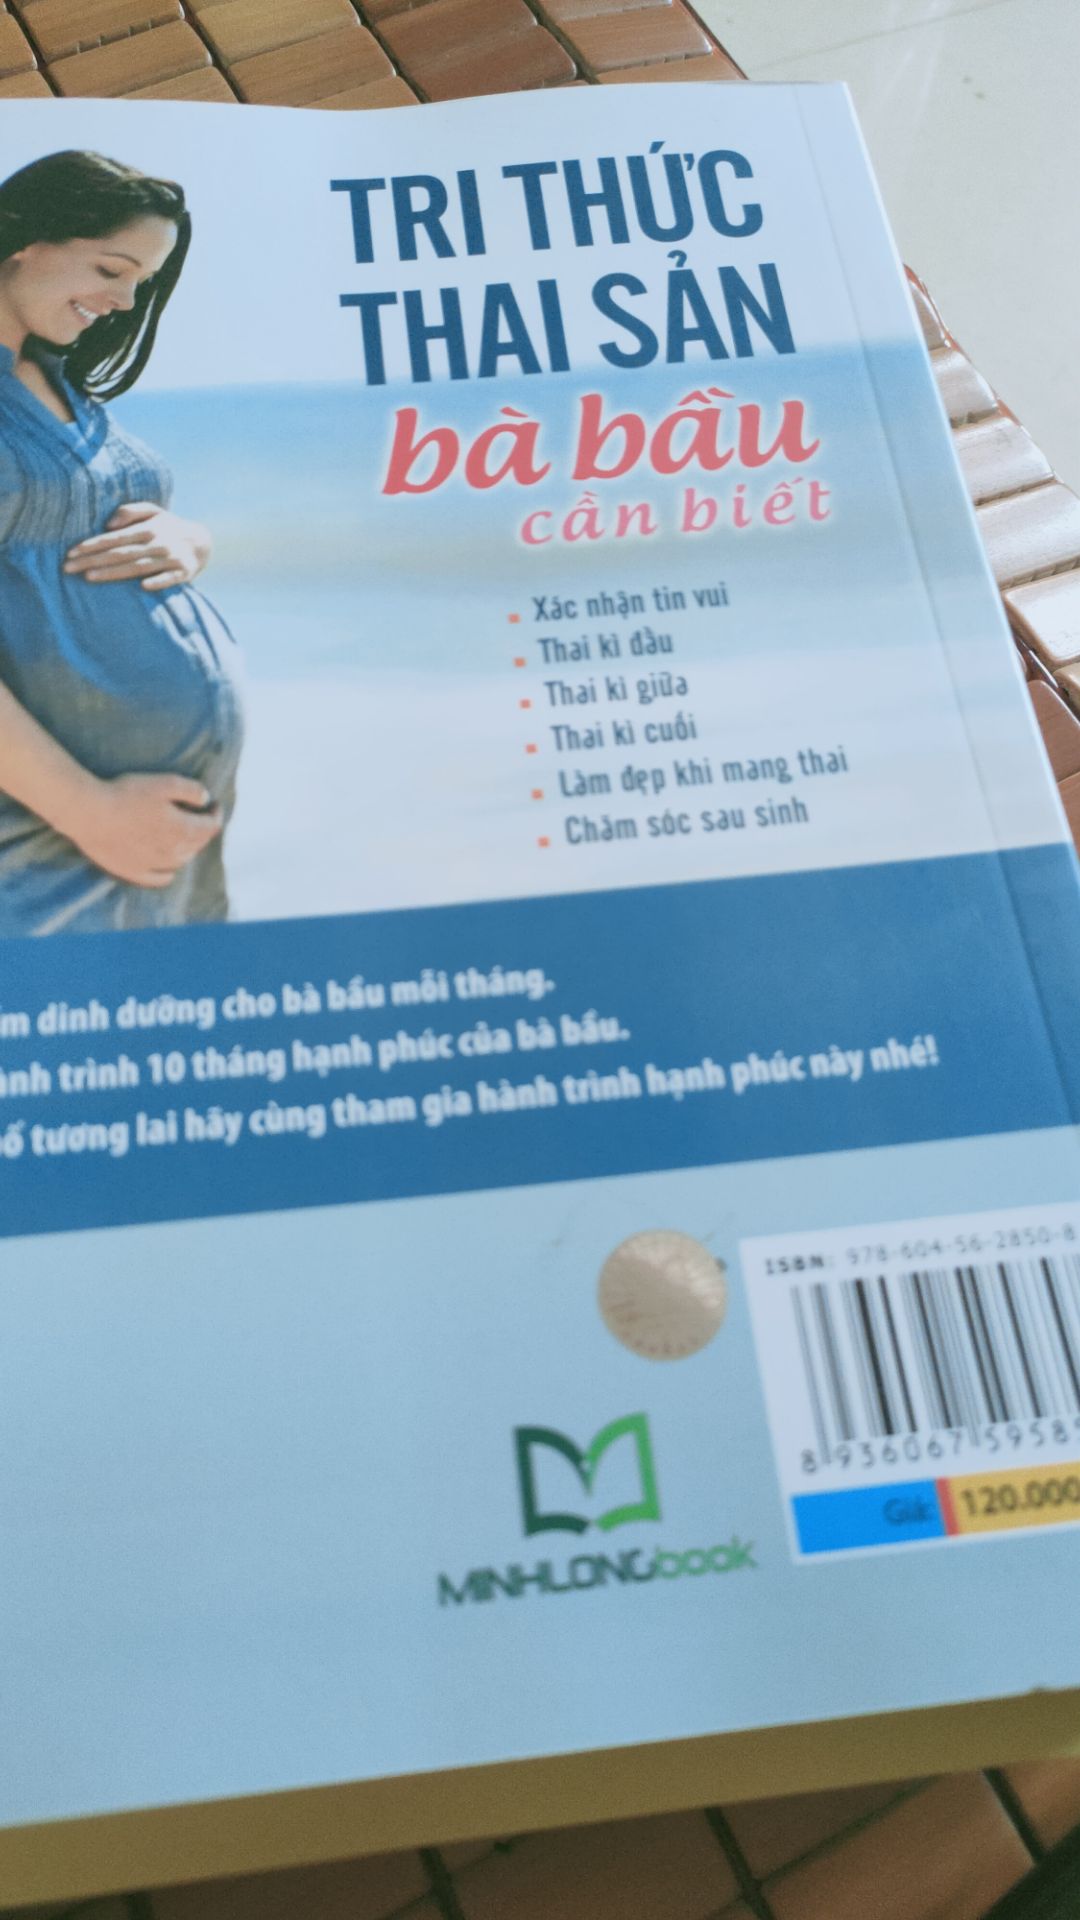 TRI THỨC
THAI SẢN
bà bầu
cần biết
Xác nhận tin vui
Thai kì đầu
Thai kì giữa
Thai kì cuối
Làm đẹp khi mang thai
Chăm sóc sau sinh
dinh dưỡng cho bà bầu mỗi tháng.
trình 10 tháng hạnh phúc của bà bầu.
tương lai hãy cùng tham gia hành trình hạnh phúc này nhé!
ISBN: 978-604-56-2850-8
8 936067 59585
Giá: 120.000
MINHLONGbook